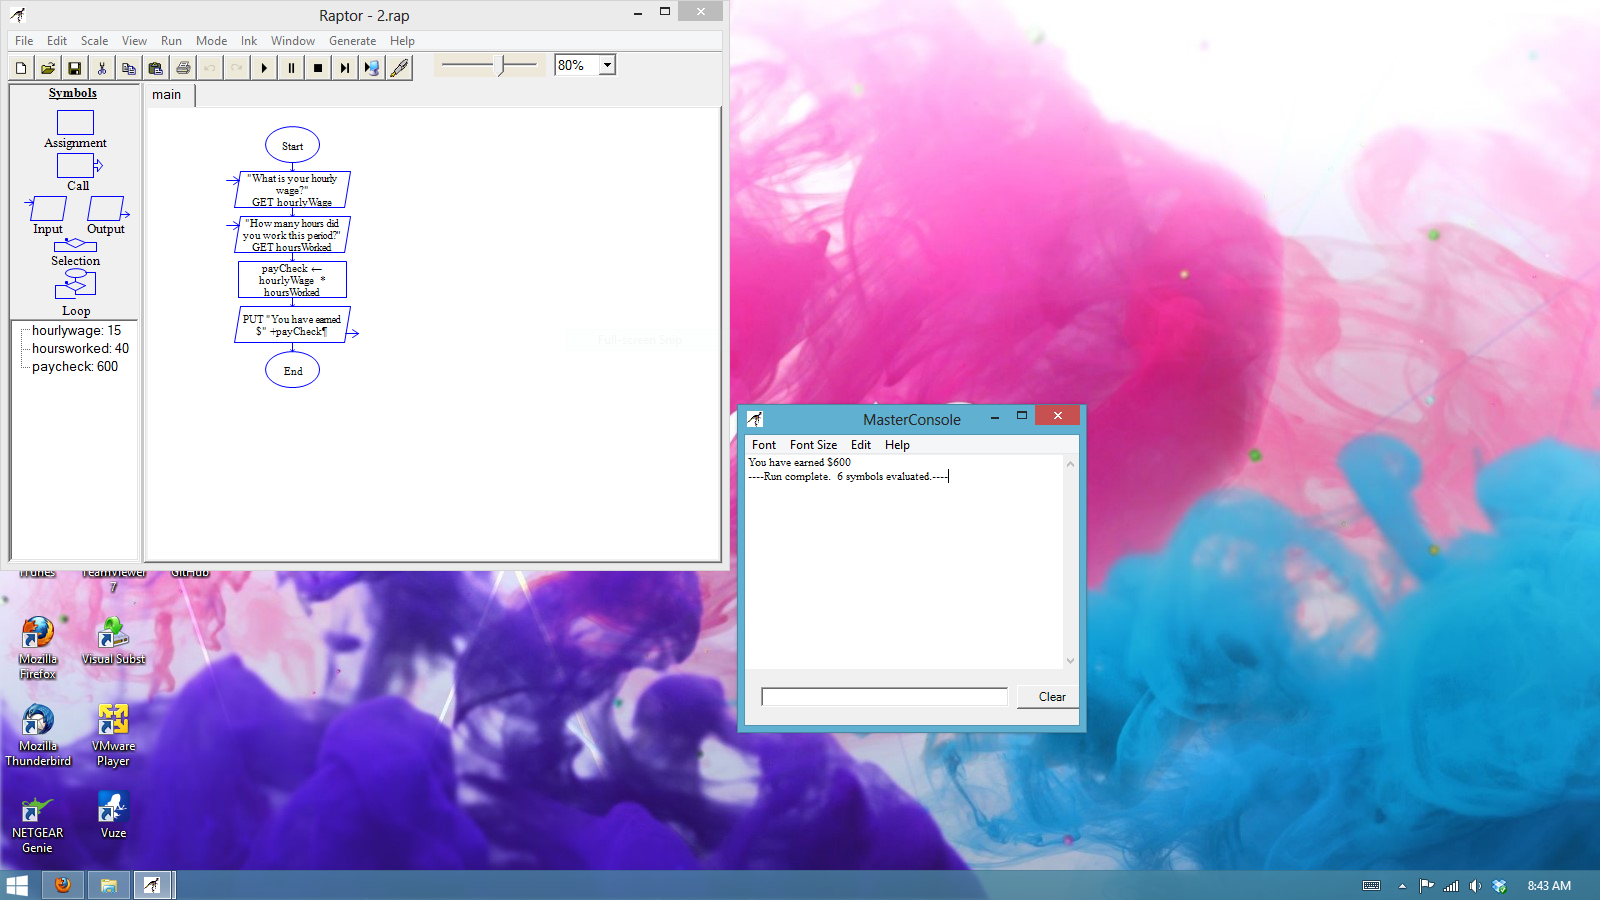 Raptor - 2.rap
File Edit Scale View Run Mode Ink Window Generate Help
80%
Symbols
main
Assignment
Call
Input Output
Selection
Loop
hourlywage: 15
hoursworked: 40
paycheck: 600
Start
"What is your hourly
wage?"
GET hourlyWage
"How many hours did
you work this period?"
GET hoursWorked
payCheck ←
hourlyWage *
hoursWorked
PUT "You have earned
$" +payCheck¶
End
Full-screen Snip
MasterConsole
Font Font Size Edit Help
You have earned $600
----Run complete. 6 symbols evaluated.----
Clear
iTunes TeamViewer GitHub
7
Mozilla
Firefox
Visual Subst
Mozilla
Thunderbird
VMware
Player
NETGEAR
Genie
Vuze
8:43 AM